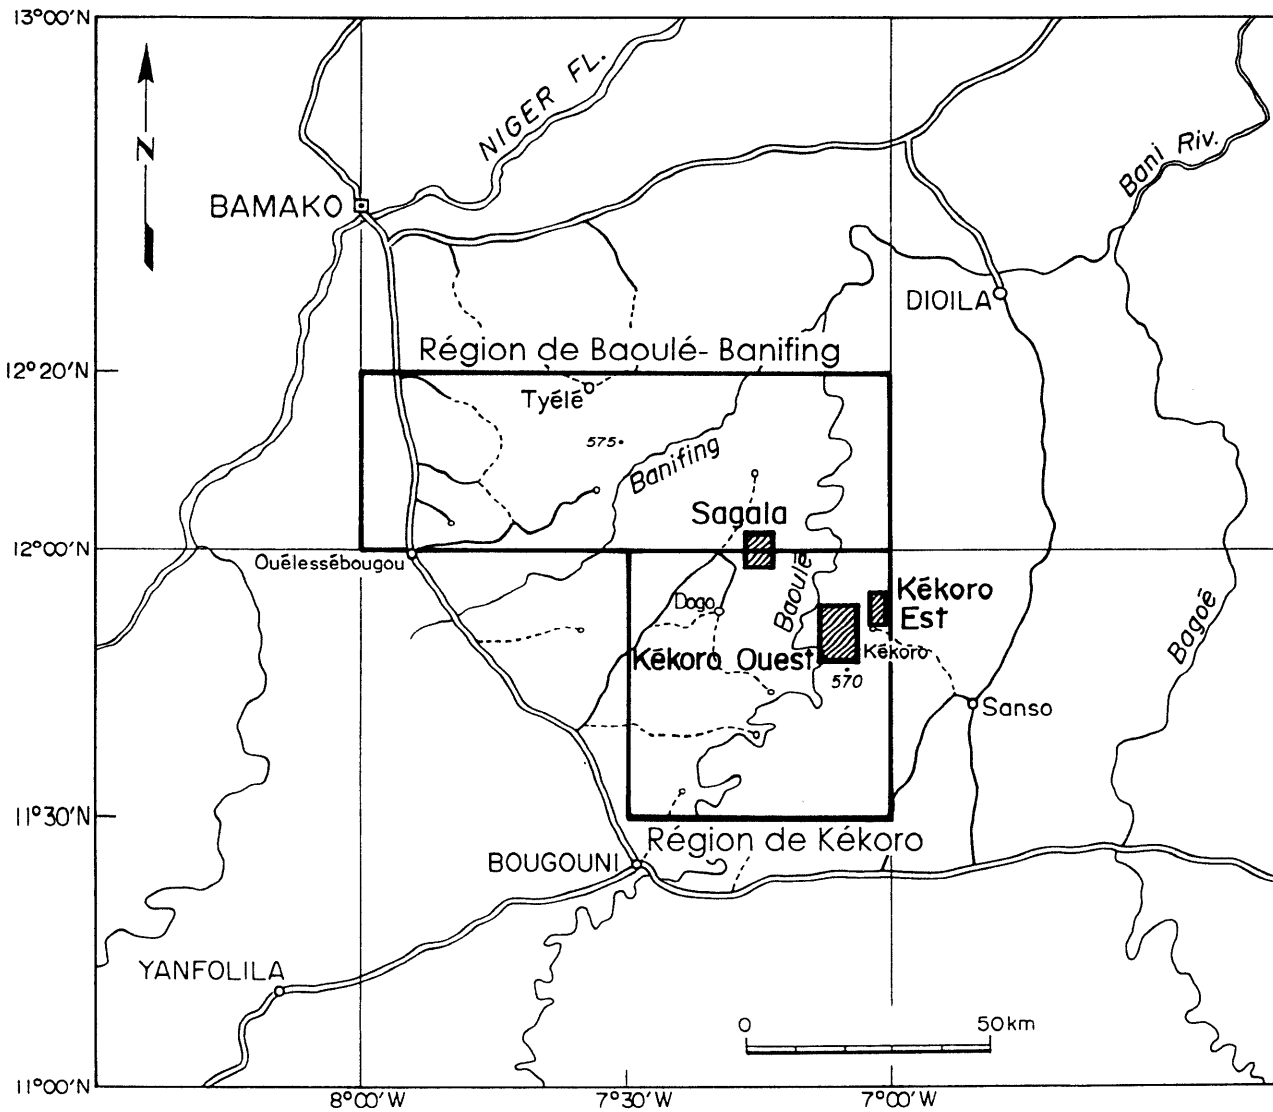 13°00'N
NIGER FL.
N
Bani Riv.
BAMAKO
DIOILA
Région de Baoulé- Banifing
12°20'N
Tyélé
575
Banifing
Sagala
12°00'N
Ouélessébougou
Baoulé
Kékoro
Est
Dogo
Bagoé
Kékoro Ouest
Kékoro
570
Sanso
11°30'N
Région de Kékoro
BOUGOUNI
YANFOLILA
0 50km
11°00'N
8°00'W 7°30'W 7°00'W